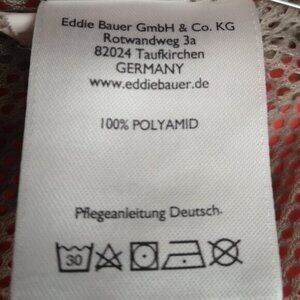 Eddie Bauer GmbH & Co. KG
Rotwandweg 3a
82024 Taufkirchen
GERMANY
www.eddiebauer.de
100% POLYAMID
Pflegeanleitung Deutsch-
30